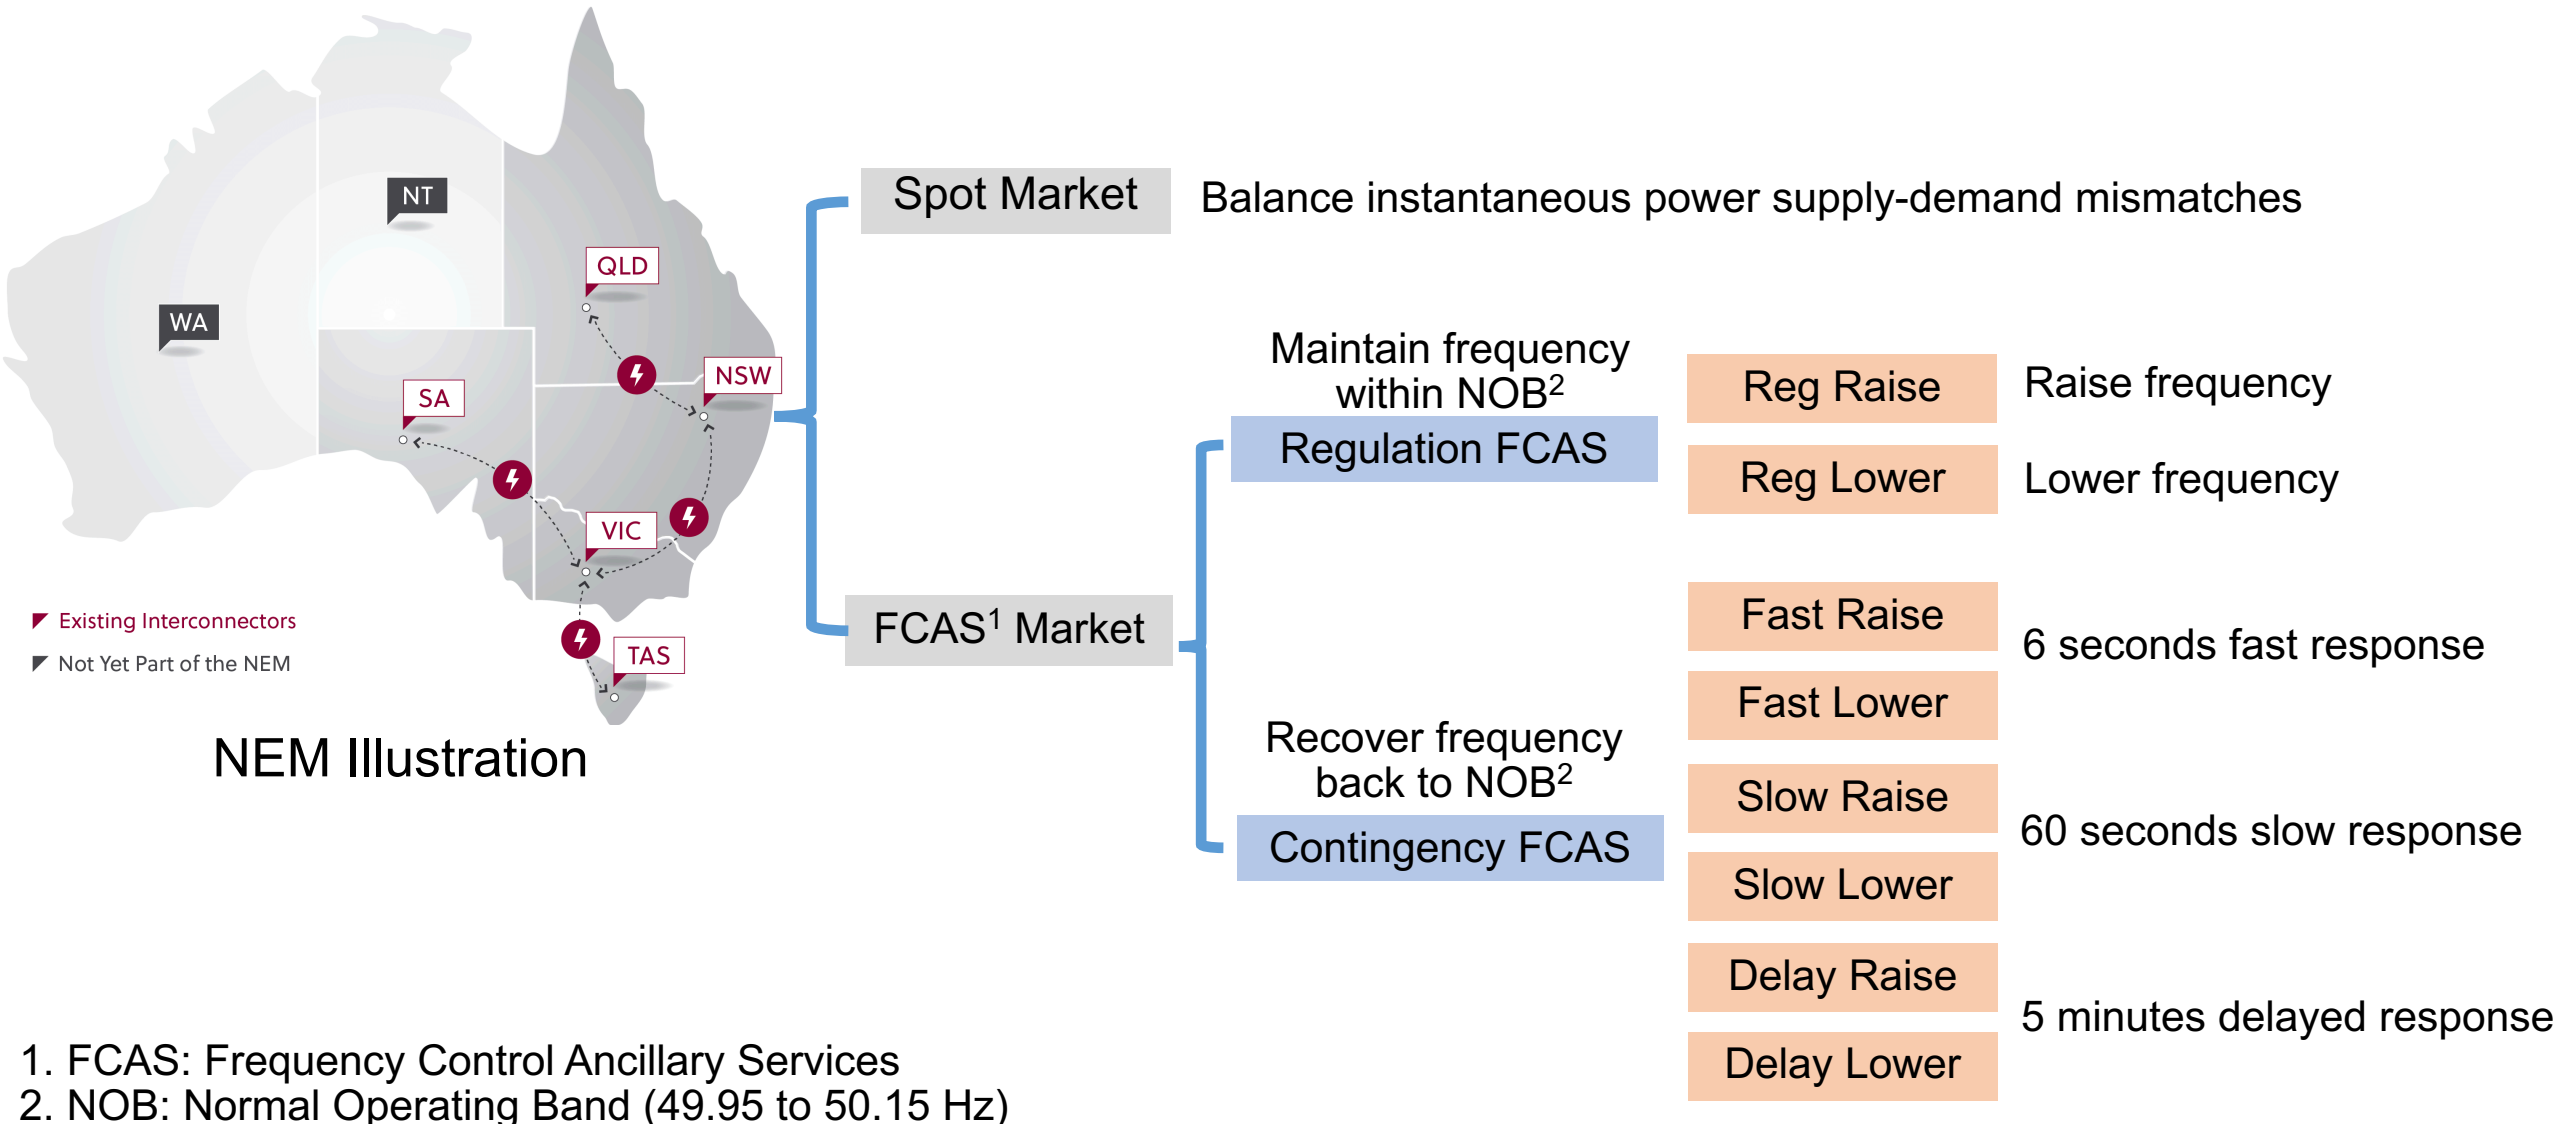 NT
QLD
WA
NSW
SA
VIC
TAS
Existing Interconnectors
Not Yet Part of the NEM
NEM Illustration
Spot Market
Balance instantaneous power supply-demand mismatches
FCAS¹ Market
Maintain frequency
within NOB²
Regulation FCAS
Reg Raise
Raise frequency
Reg Lower
Lower frequency
Recover frequency
back to NOB²
Contingency FCAS
Fast Raise
Fast Lower
6 seconds fast response
Slow Raise
Slow Lower
60 seconds slow response
Delay Raise
Delay Lower
5 minutes delayed response
1. FCAS: Frequency Control Ancillary Services
2. NOB: Normal Operating Band (49.95 to 50.15 Hz)